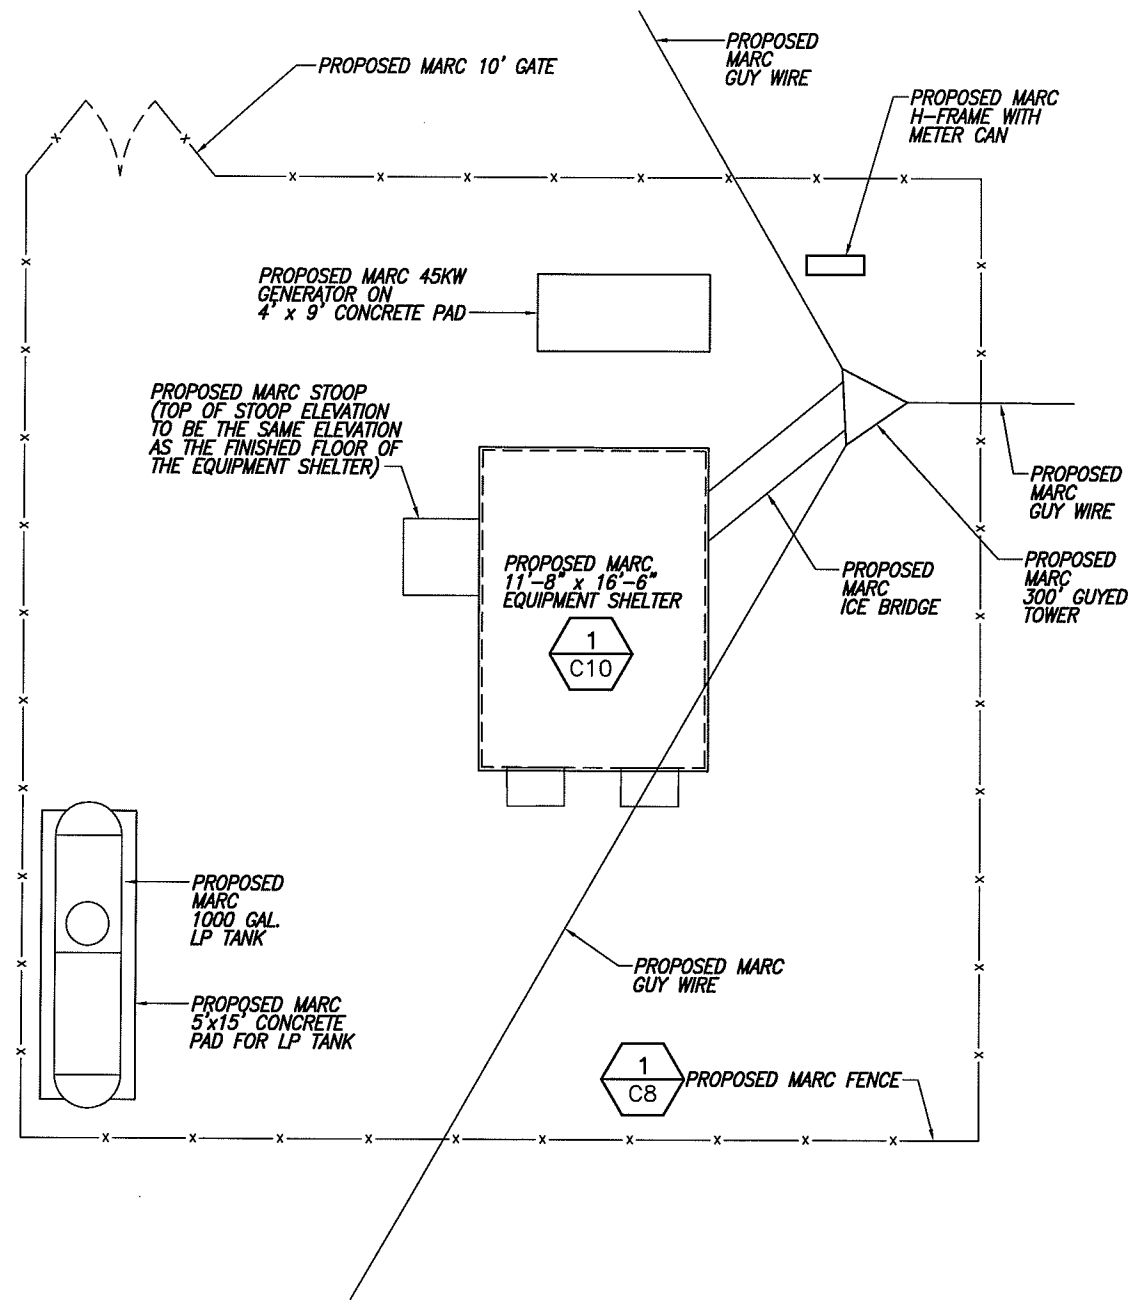 PROPOSED
MARC
GUY WIRE
PROPOSED MARC 10' GATE
PROPOSED MARC
H-FRAME WITH
METER CAN
PROPOSED MARC 45KW
GENERATOR ON
4' x 9' CONCRETE PAD
PROPOSED MARC STOOP
(TOP OF STOOP ELEVATION
TO BE THE SAME ELEVATION
AS THE FINISHED FLOOR OF
THE EQUIPMENT SHELTER)
PROPOSED
MARC
GUY WIRE
PROPOSED MARC
11'-8" x 16'-6"
EQUIPMENT SHELTER
1
C10
PROPOSED
MARC
ICE BRIDGE
PROPOSED
MARC
300' GUYED
TOWER
PROPOSED
MARC
1000 GAL.
LP TANK
PROPOSED MARC
GUY WIRE
PROPOSED MARC
5'x15' CONCRETE
PAD FOR LP TANK
1
C8
PROPOSED MARC FENCE